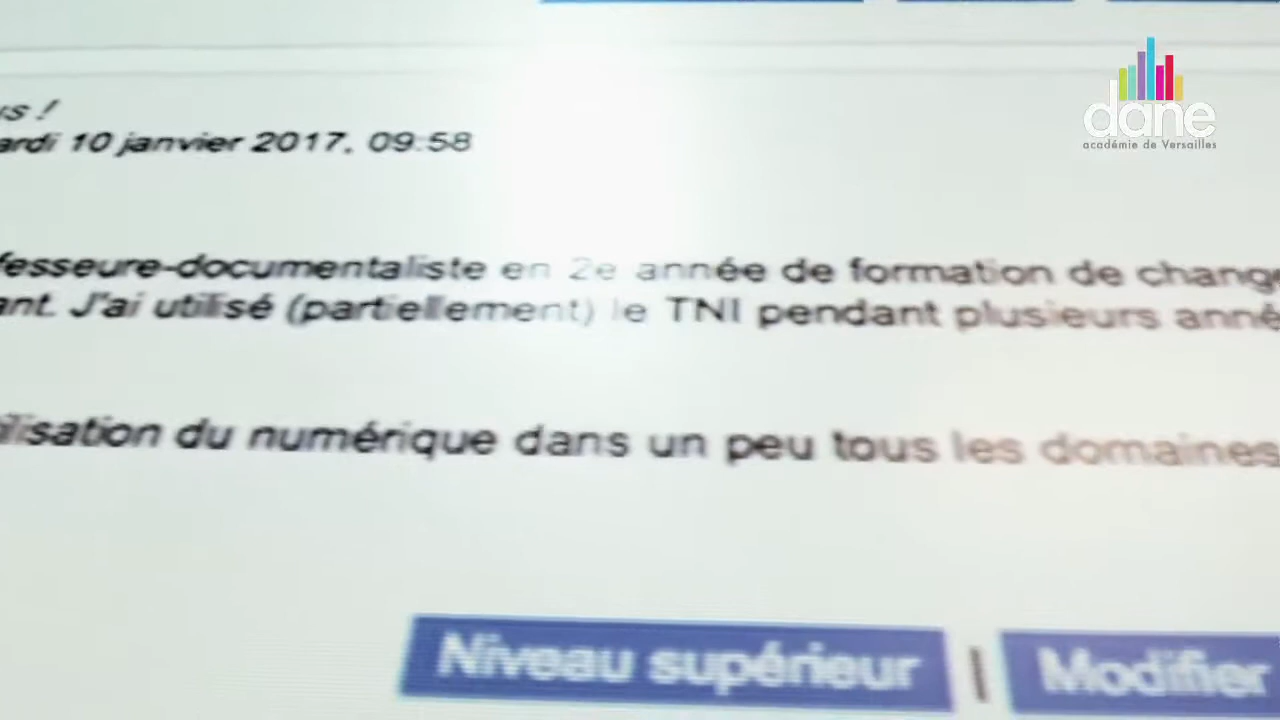 us !
ardi 10 janvier 2017, 09:58
dane
académie de Versailles
fesseure-documentaliste en 2e année de formation de change
ant. J'ai utilisé (partiellement) le TNI pendant plusieurs anné
ilisation du numérique dans un peu tous les domaines
Niveau supérieur | Modifier